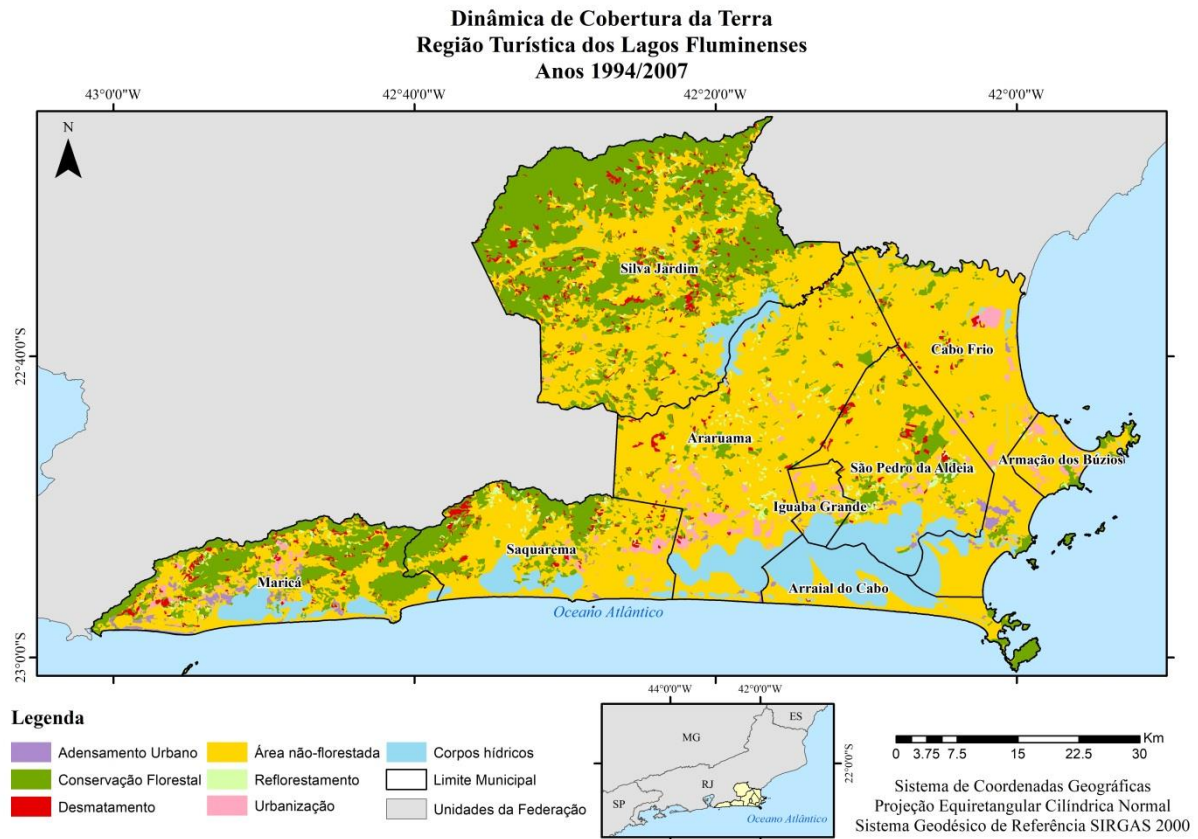 Dinâmica de Cobertura da Terra
Região Turística dos Lagos Fluminenses
Anos 1994/2007
43°0'0"W
42°40'0"W
42°20'0"W
42°0'0"W
N
Silva Jardim
22°40'0"S
Cabo Frio
Araruama
São Pedro da Aldeia
Armação dos Búzios
Iguaba Grande
Saquarema
Maricá
Arraial do Cabo
Oceano Atlântico
23°0'0"S
Legenda
Adensamento Urbano
Área não-florestada
Corpos hídricos
Conservação Florestal
Reflorestamento
Limite Municipal
Desmatamento
Urbanização
Unidades da Federação
44°0'0"W
42°0'0"W
ES
MG
22°0'0"S
RJ
SP
Oceano Atlântico
Km
0 3.75 7.5 15 22.5 30
Sistema de Coordenadas Geográficas
Projeção Equiretangular Cilíndrica Normal
Sistema Geodésico de Referência SIRGAS 2000